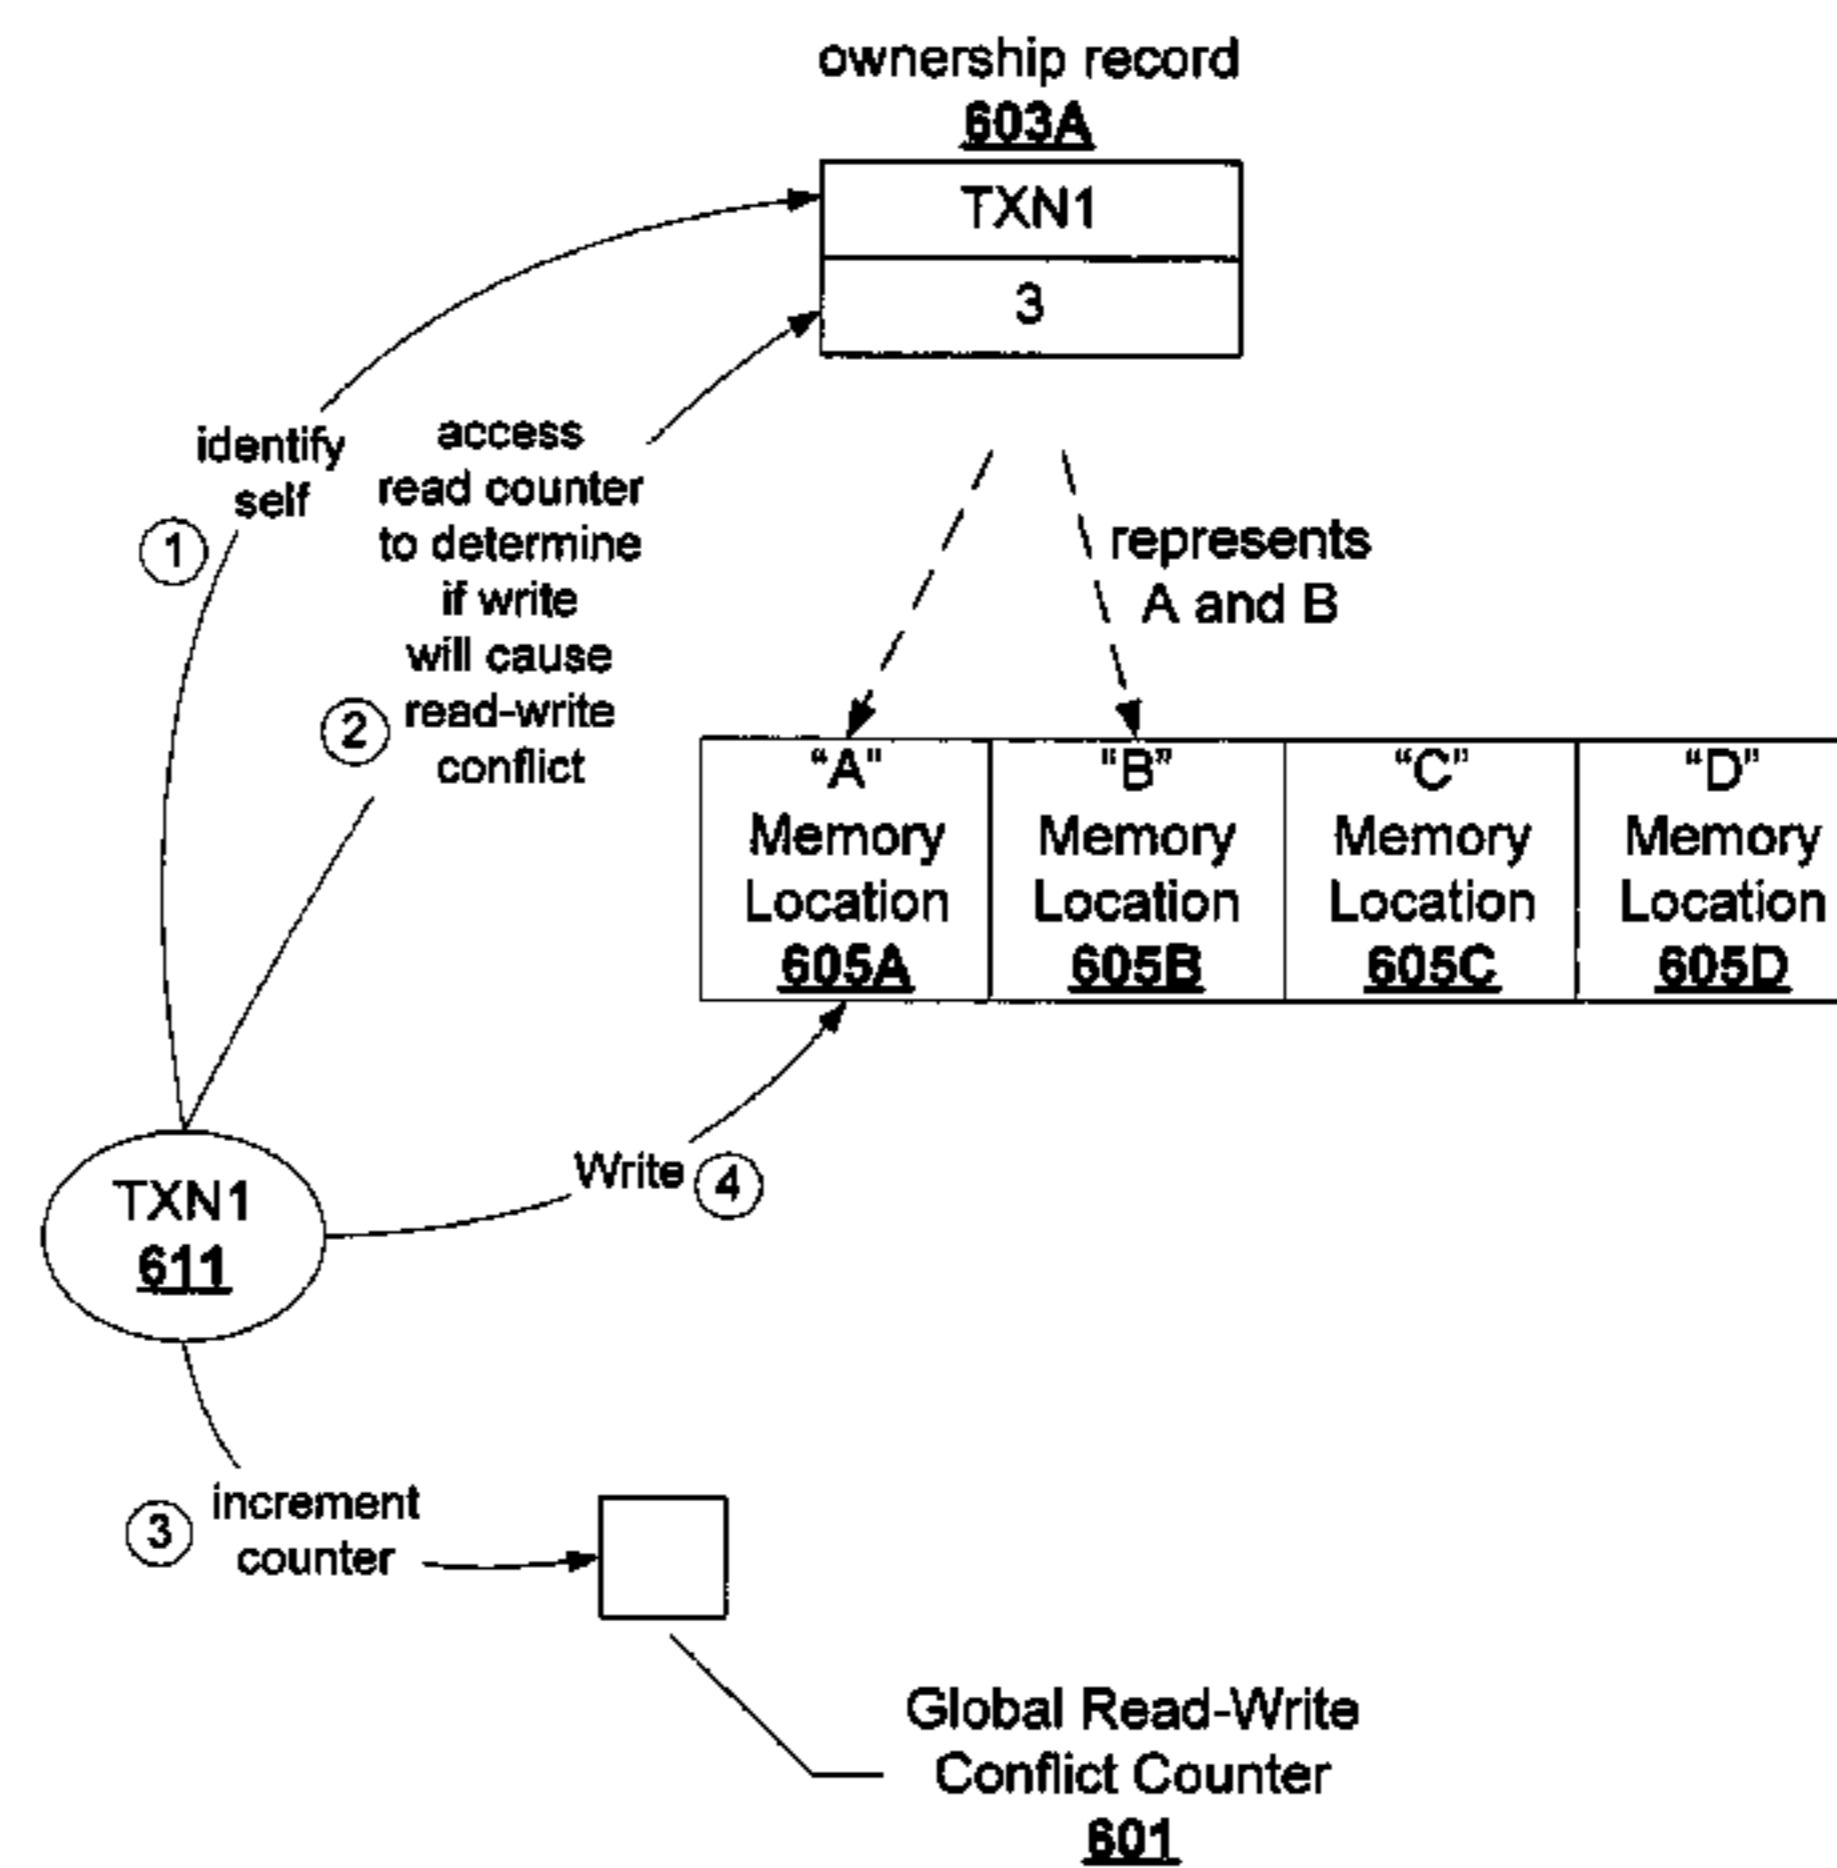 ownership record
603A
TXN1
3
identify
self
1
access
read counter
to determine
if write
will cause
read-write
conflict
2
represents
A and B
“A”
Memory
Location
605A
“B”
Memory
Location
605B
“C”
Memory
Location
605C
“D”
Memory
Location
605D
Write 4
TXN1
611
3
increment
counter
Global Read-Write
Conflict Counter
601